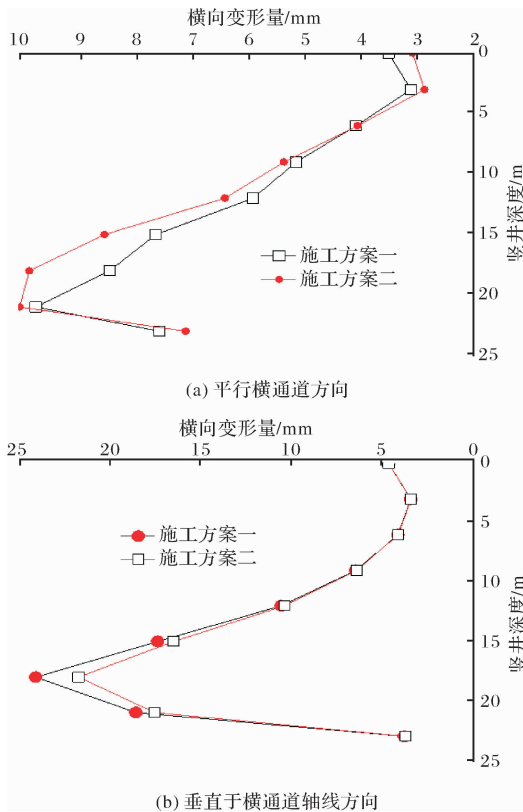 横向变形量/mm
10 9 8 7 6 5 4 3 2
0
5
10
15
20
25
竖井深度/m
施工方案一
施工方案二
(a) 平行横通道方向
横向变形量/mm
25 20 15 10 5 0
0
5
10
15
20
25
竖井深度/m
施工方案一
施工方案二
(b) 垂直于横通道轴线方向